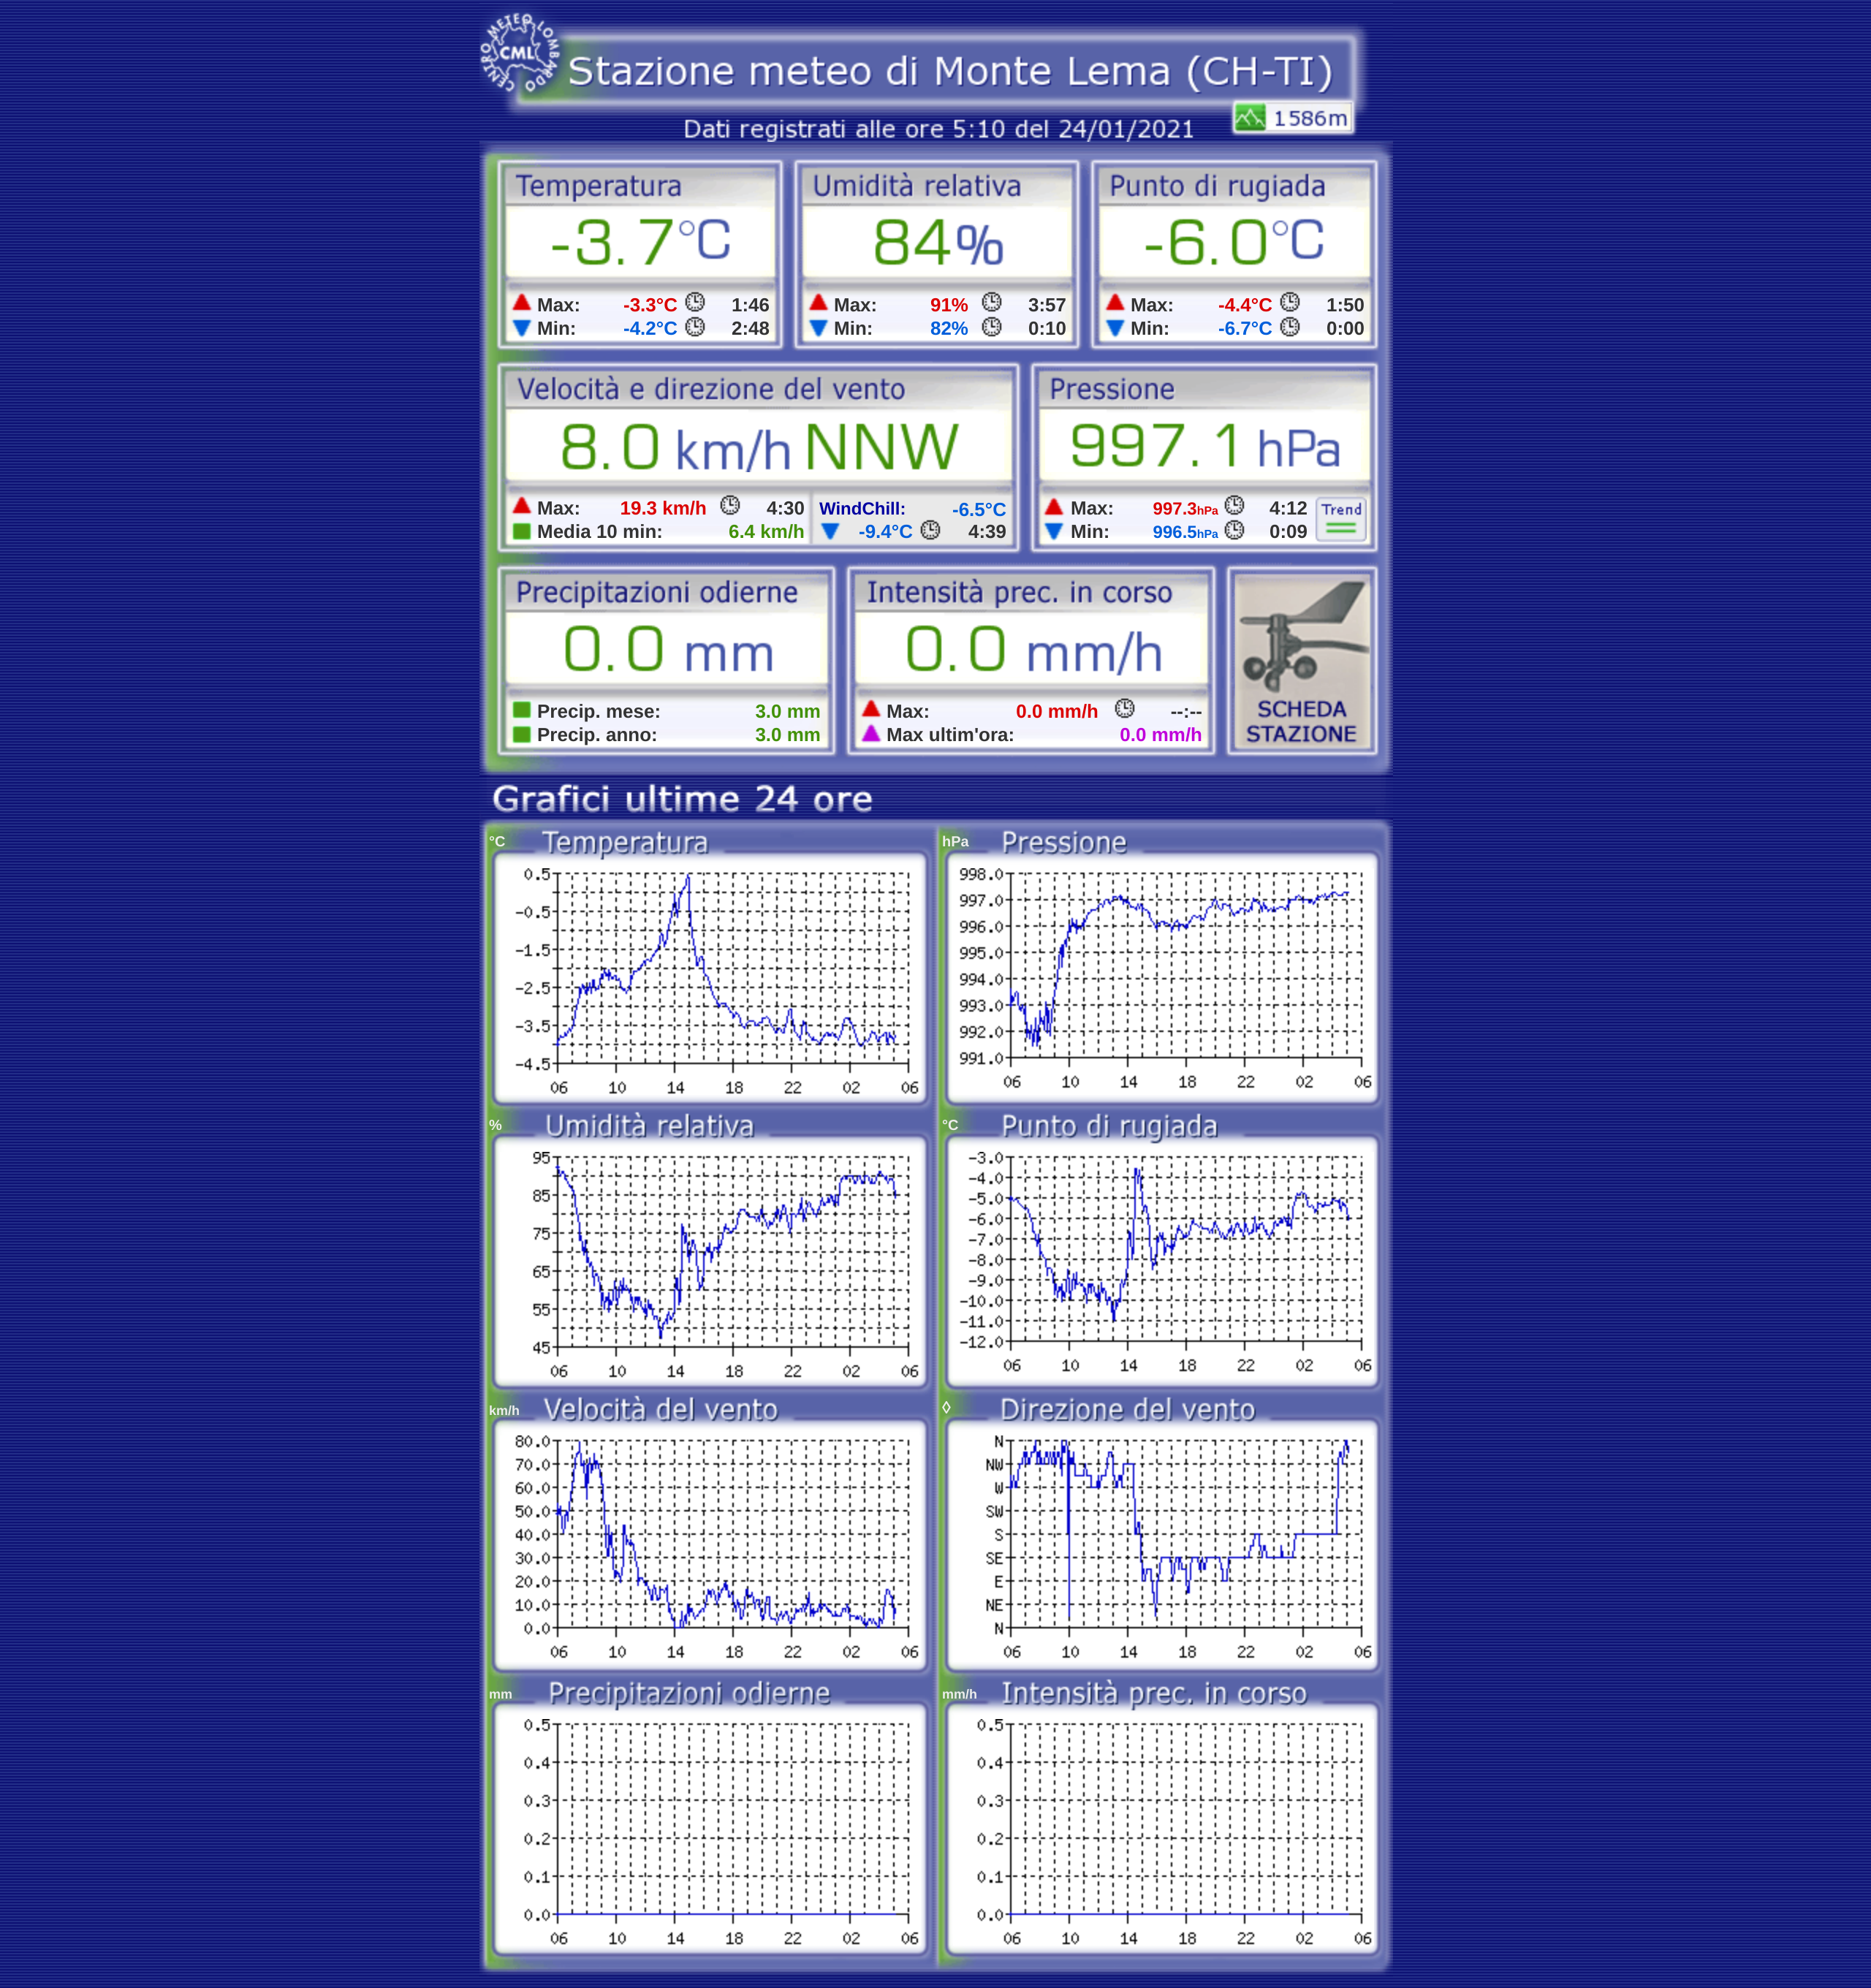 CENTRO METEO LOMBARDO
CML
Stazione meteo di Monte Lema (CH-TI)
1586m
Dati registrati alle ore 5:10 del 24/01/2021
Temperatura
-3.7°C
Max: -3.3°C 1:46
Min: -4.2°C 2:48
Umidità relativa
84%
Max: 91% 3:57
Min: 82% 0:10
Punto di rugiada
-6.0°C
Max: -4.4°C 1:50
Min: -6.7°C 0:00
Velocità e direzione del vento
8.0 km/h NNW
Max: 19.3 km/h 4:30
Media 10 min: 6.4 km/h
WindChill: -6.5°C
-9.4°C 4:39
Pressione
997.1 hPa
Max: 997.3hPa 4:12
Min: 996.5hPa 0:09
Trend
Precipitazioni odierne
0.0 mm
Precip. mese: 3.0 mm
Precip. anno: 3.0 mm
Intensità prec. in corso
0.0 mm/h
Max: 0.0 mm/h --:--
Max ultim'ora: 0.0 mm/h
SCHEDA
STAZIONE
Grafici ultime 24 ore
°C Temperatura
0.5
-0.5
-1.5
-2.5
-3.5
-4.5
06 10 14 18 22 02 06
hPa Pressione
998.0
997.0
996.0
995.0
994.0
993.0
992.0
991.0
06 10 14 18 22 02 06
% Umidità relativa
95
85
75
65
55
45
06 10 14 18 22 02 06
°C Punto di rugiada
-3.0
-4.0
-5.0
-6.0
-7.0
-8.0
-9.0
-10.0
-11.0
-12.0
06 10 14 18 22 02 06
km/h Velocità del vento
80.0
70.0
60.0
50.0
40.0
30.0
20.0
10.0
0.0
06 10 14 18 22 02 06
◊ Direzione del vento
N
NW
W
SW
S
SE
E
NE
N
06 10 14 18 22 02 06
mm Precipitazioni odierne
0.5
0.4
0.3
0.2
0.1
0.0
06 10 14 18 22 02 06
mm/h Intensità prec. in corso
0.5
0.4
0.3
0.2
0.1
0.0
06 10 14 18 22 02 06